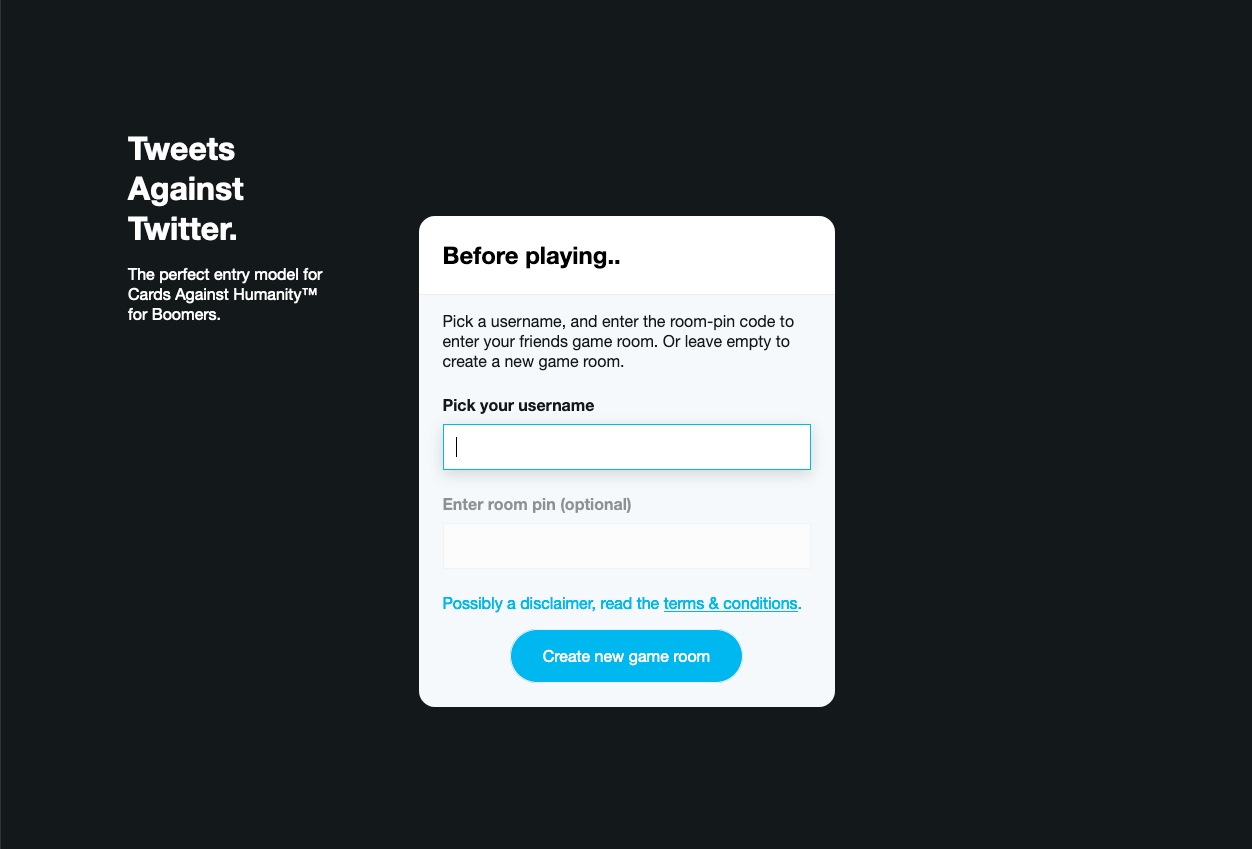 Tweets
Against
Twitter.
The perfect entry model for
Cards Against Humanity™
for Boomers.
Before playing..
Pick a username, and enter the room-pin code to
enter your friends game room. Or leave empty to
create a new game room.
Pick your username
Enter room pin (optional)
Possibly a disclaimer, read the terms & conditions.
Create new game room